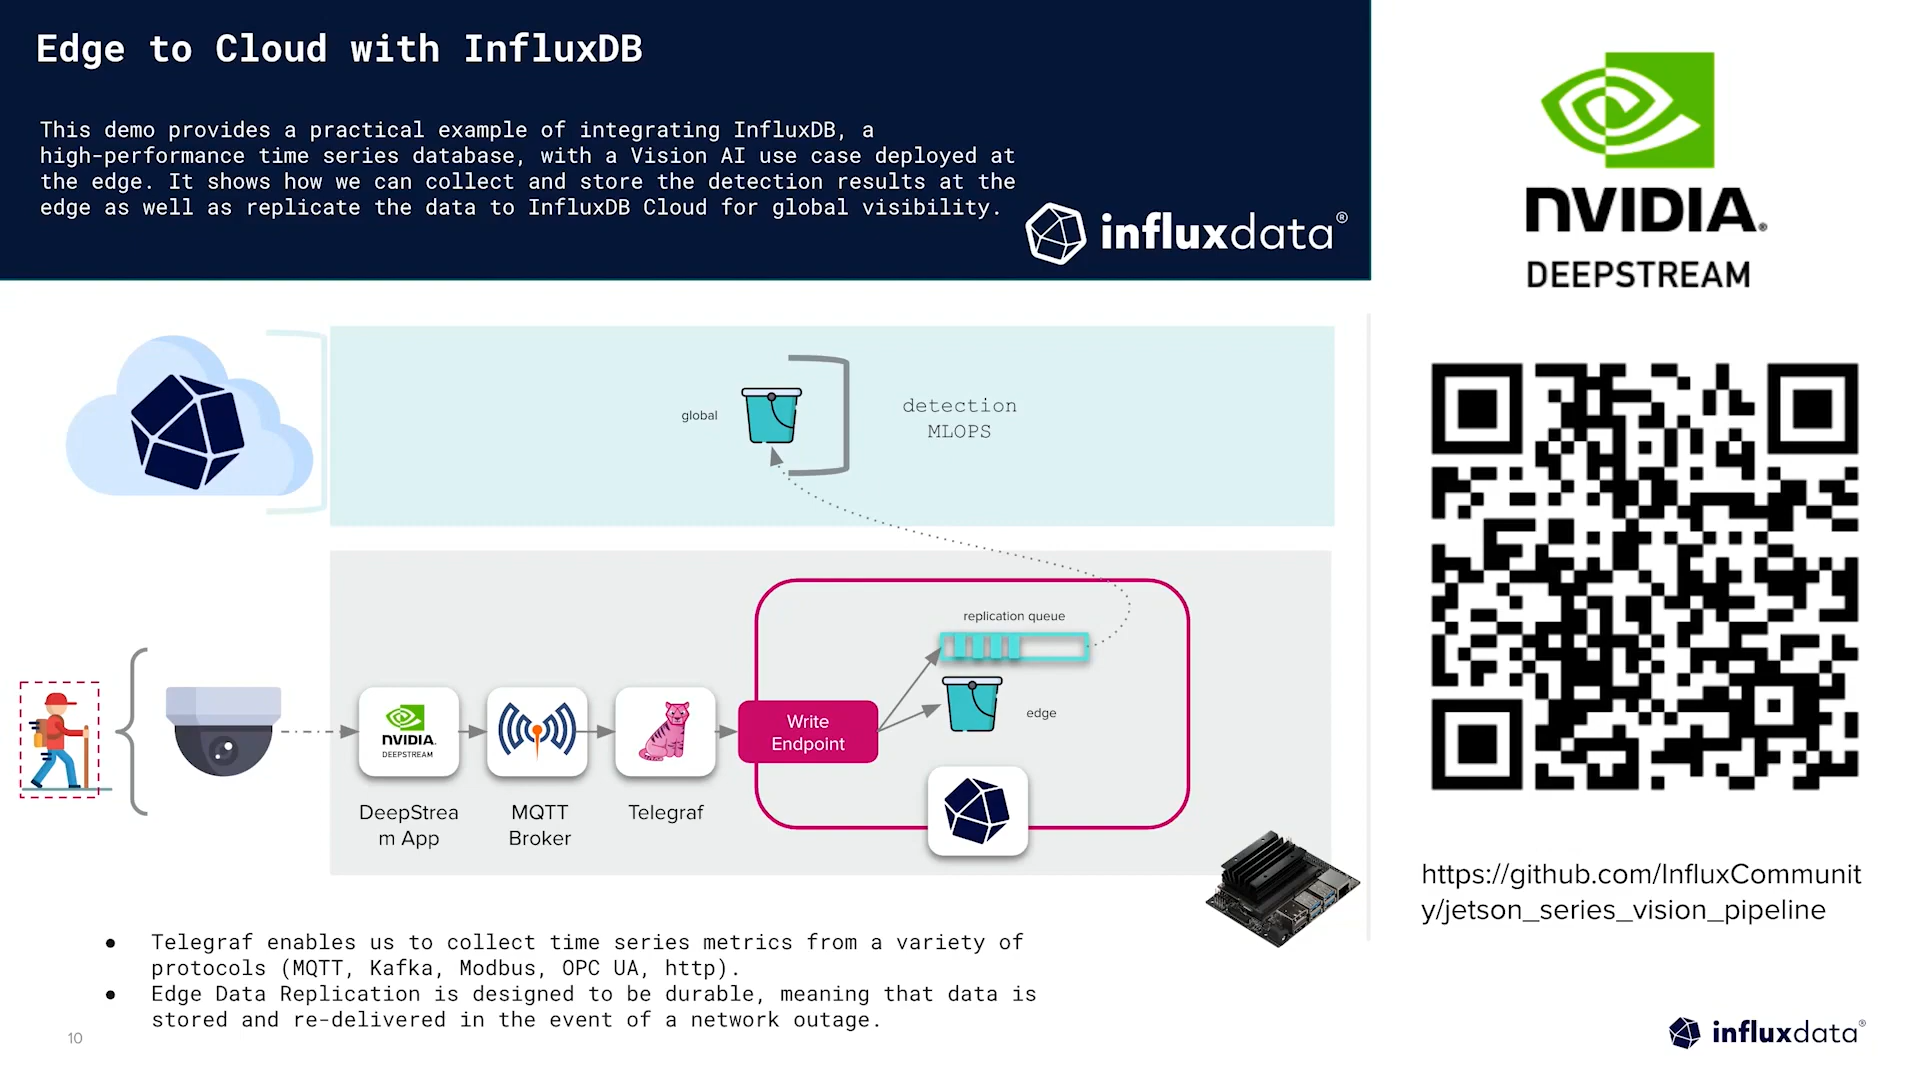 Edge to Cloud with InfluxDB
This demo provides a practical example of integrating InfluxDB, a
high-performance time series database, with a Vision AI use case deployed at
the edge. It shows how we can collect and store the detection results at the
edge as well as replicate the data to InfluxDB Cloud for global visibility.
influxdata®
NVIDIA®
DEEPSTREAM
global
detection
MLOPS
replication queue
edge
Write
Endpoint
NVIDIA.
DEEPSTREAM
DeepStrea
m App
MQTT
Broker
Telegraf
https://github.com/InfluxCommunit
y/jetson_series_vision_pipeline
● Telegraf enables us to collect time series metrics from a variety of
protocols (MQTT, Kafka, Modbus, OPC UA, http).
● Edge Data Replication is designed to be durable, meaning that data is
stored and re-delivered in the event of a network outage.
10
influxdata®